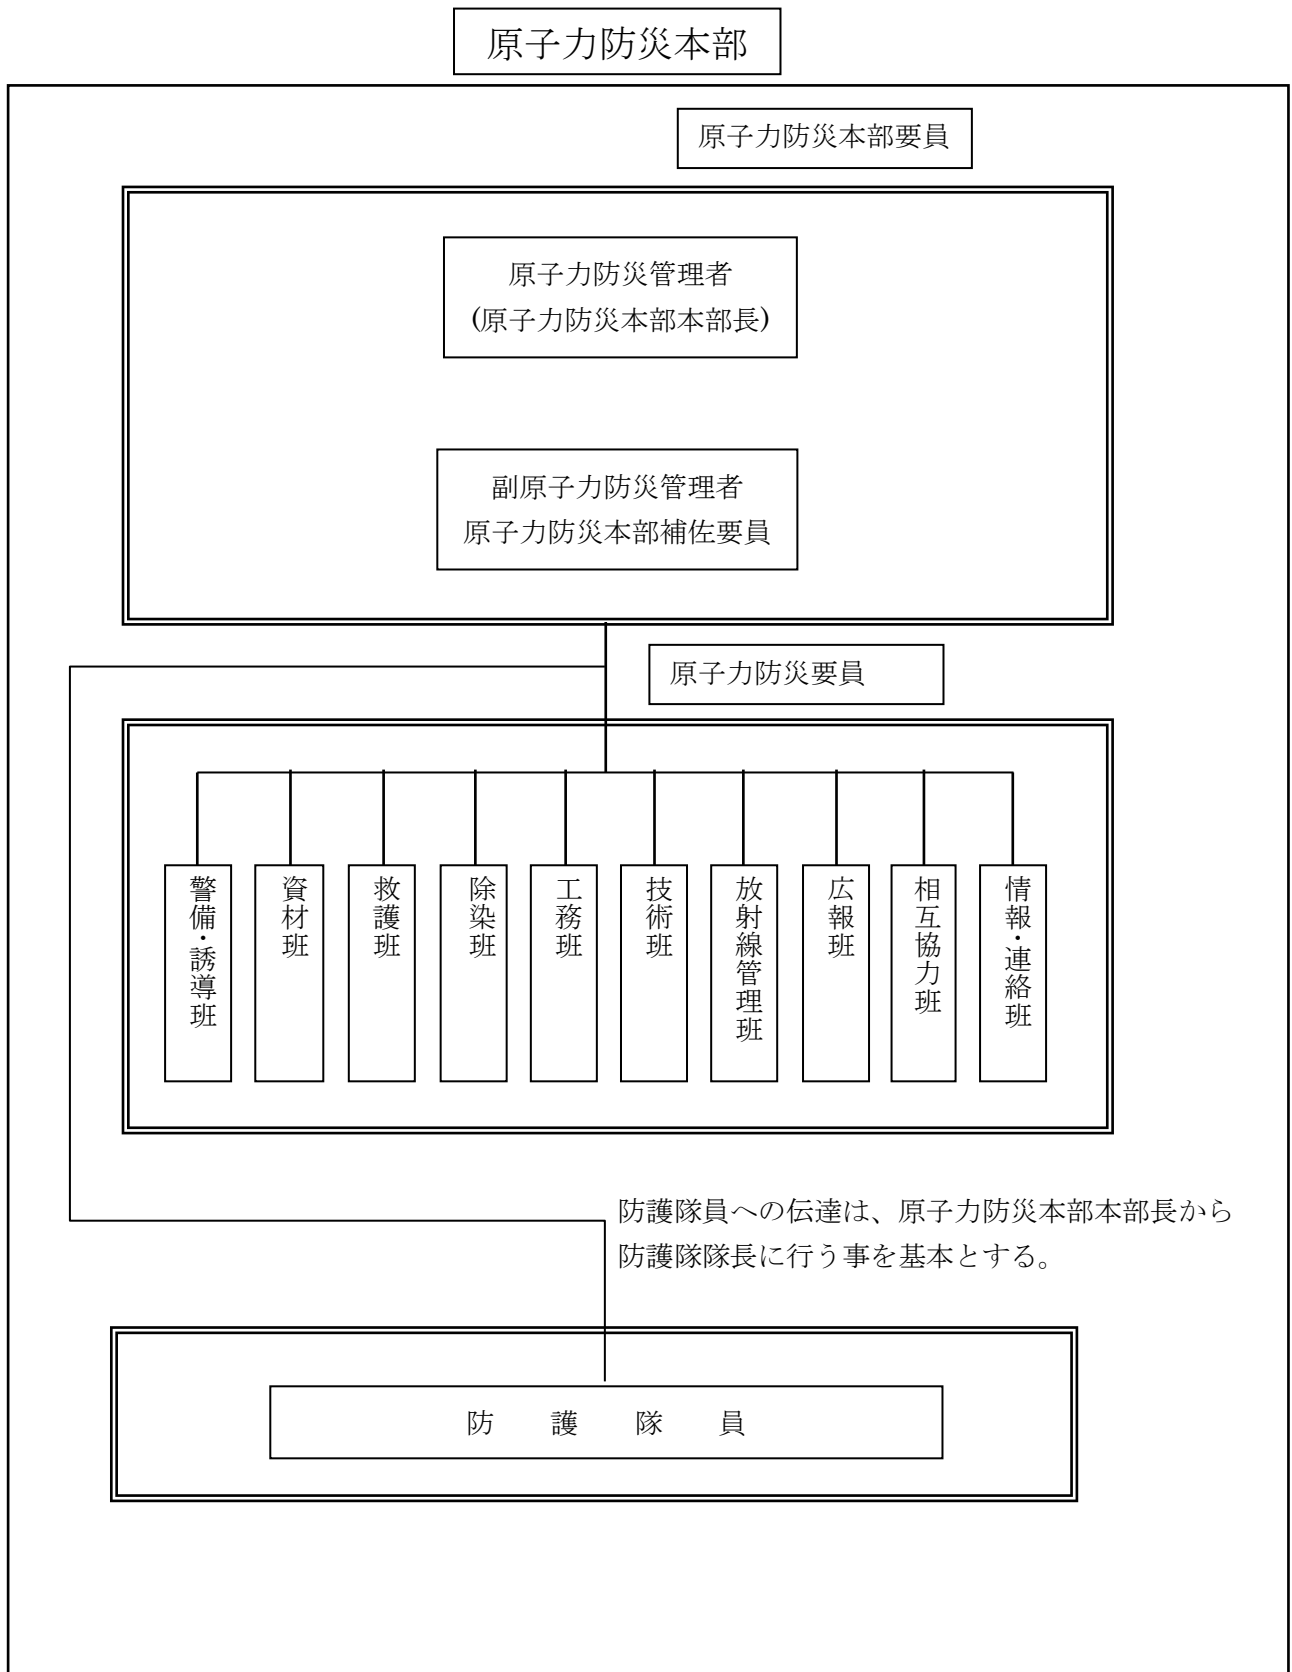 原子力防災本部
原子力防災本部要員
原子力防災管理者
(原子力防災本部本部長)
副原子力防災管理者
原子力防災本部補佐要員
原子力防災要員
警備・誘導班
資材班
救護班
除染班
工務班
技術班
放射線管理班
広報班
相互協力班
情報・連絡班
防護隊員への伝達は、原子力防災本部本部長から
防護隊隊長に行う事を基本とする。
防　護　隊　員